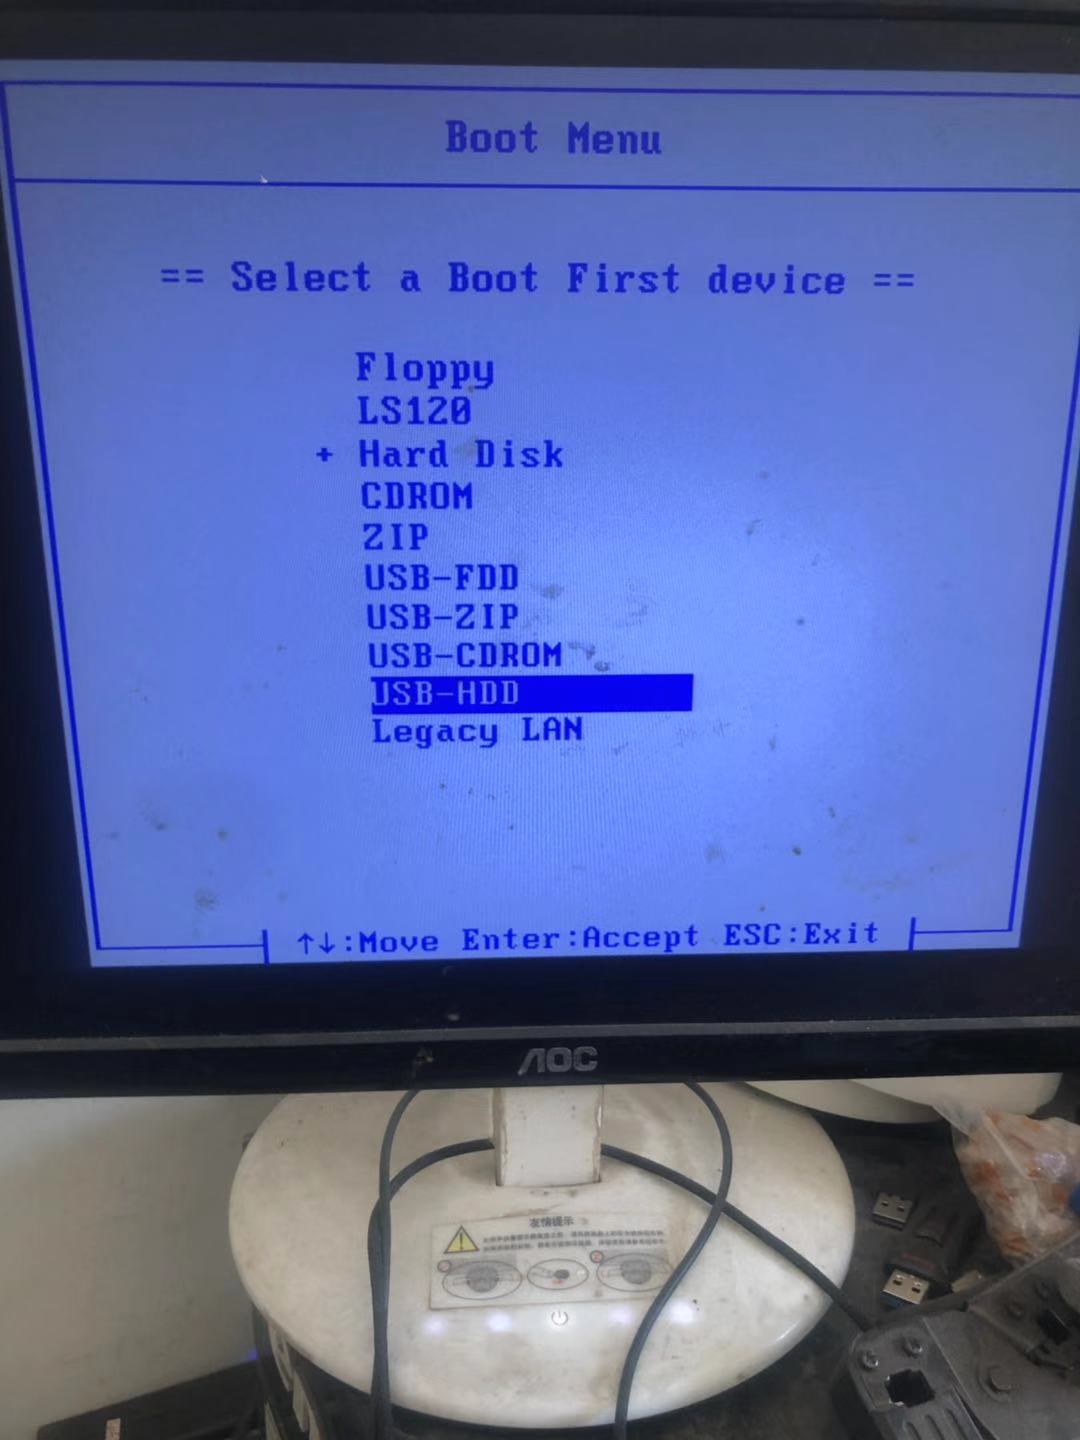 Boot Menu
== Select a Boot First device ==
Floppy
LS120
+ Hard Disk
CDROM
ZIP
USB-FDD
USB-ZIP
USB-CDROM
USB-HDD
Legacy LAN
↑↓:Move Enter:Accept ESC:Exit
AOC
友情提示